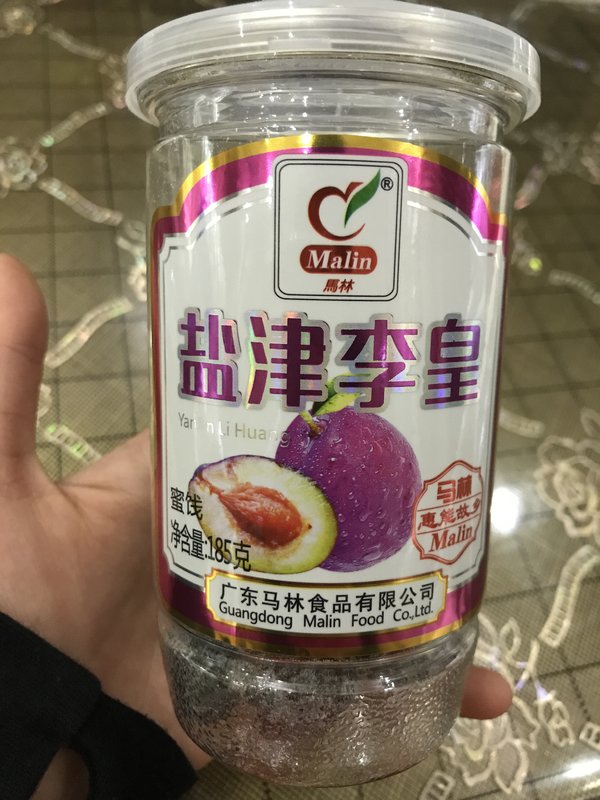 ®
Malin
馬林
盐津李皇
Li Huang
蜜饯
净含量:185克
马林
惠能故乡
Malin
广东马林食品有限公司
Guangdong Malin Food Co.,Ltd.